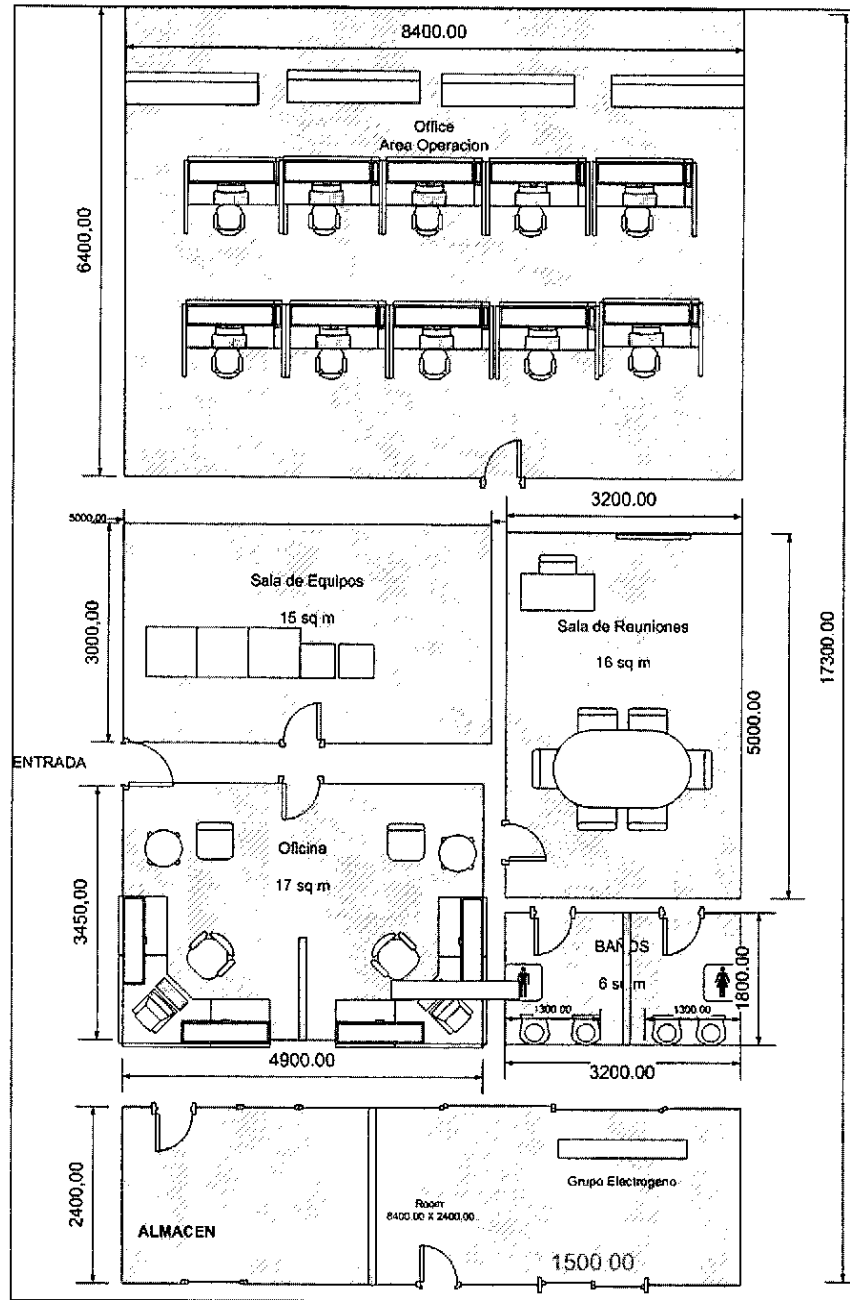 8400.00
Office
Area Operacion
6400,00
3200.00
5000,00
Sala de Equipos
15 sq m
3000,00
Sala de Reuniones
16 sq m
5000.00
17300.00
ENTRADA
Oficina
17 sq m
3450,00
BAÑOS
6 sq m
1800.00
1300.00
1300.00
4900.00
3200.00
2400,00
Grupo Electrogeno
Room
8400.00 X 2400.00
ALMACEN
1500.00